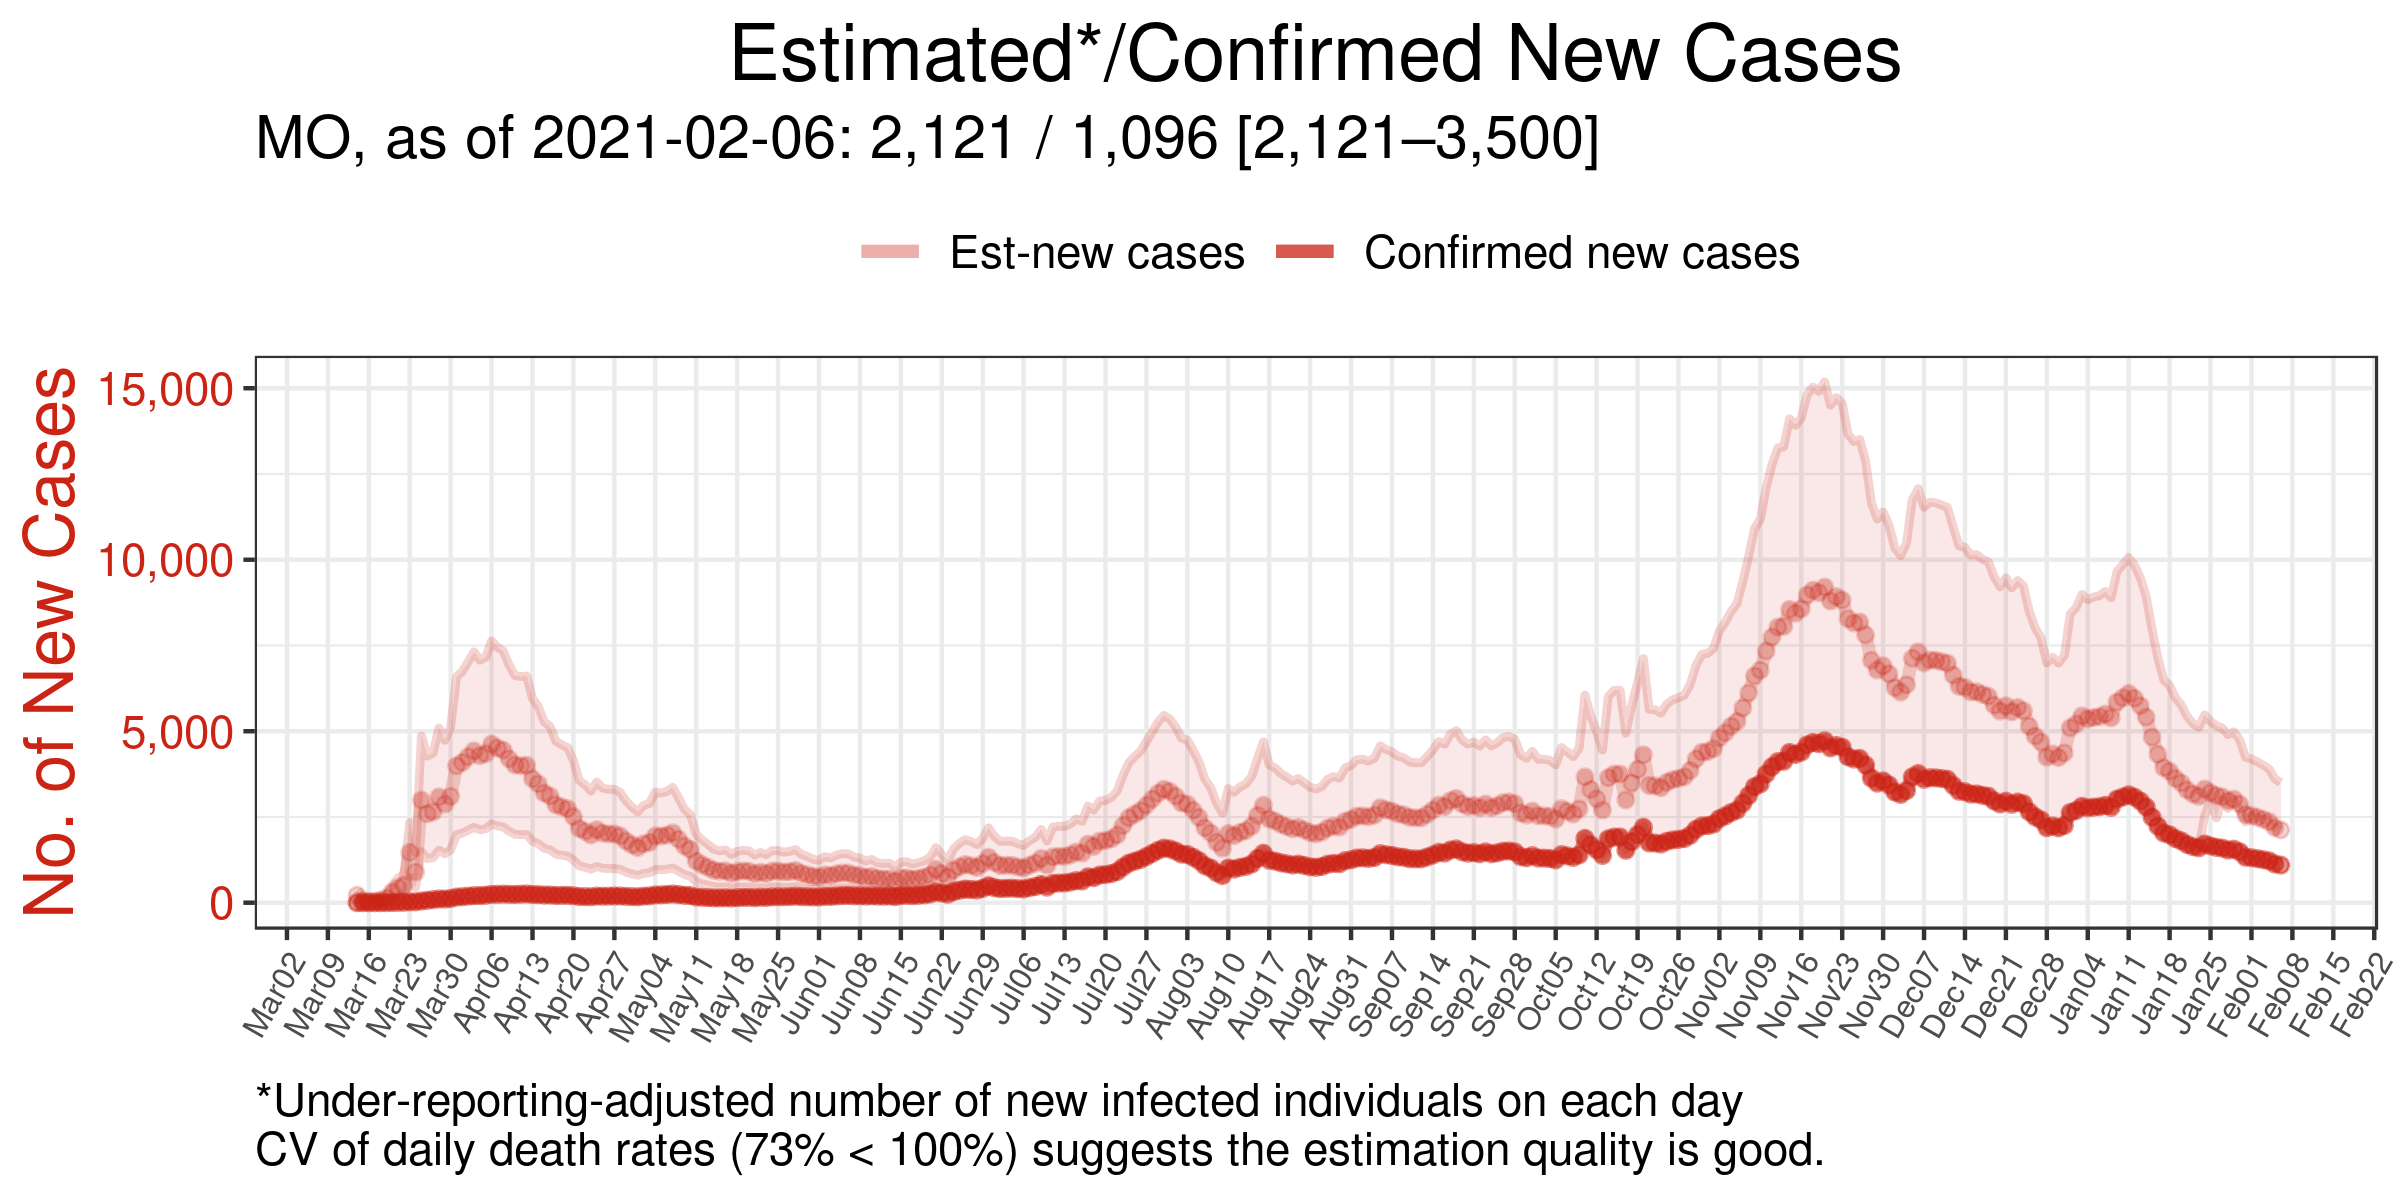 Estimated*/Confirmed New Cases
MO, as of 2021-02-06: 2,121 / 1,096 [2,121–3,500]
Est-new cases
Confirmed new cases
No. of New Cases
15,000
10,000
5,000
0
Mar02
Mar09
Mar16
Mar23
Mar30
Apr06
Apr13
Apr20
Apr27
May04
May11
May18
May25
Jun01
Jun08
Jun15
Jun22
Jun29
Jul06
Jul13
Jul20
Jul27
Aug03
Aug10
Aug17
Aug24
Aug31
Sep07
Sep14
Sep21
Sep28
Oct05
Oct12
Oct19
Oct26
Nov02
Nov09
Nov16
Nov23
Nov30
Dec07
Dec14
Dec21
Dec28
Jan04
Jan11
Jan18
Jan25
Feb01
Feb08
Feb15
Feb22
*Under-reporting-adjusted number of new infected individuals on each day
CV of daily death rates (73% < 100%) suggests the estimation quality is good.